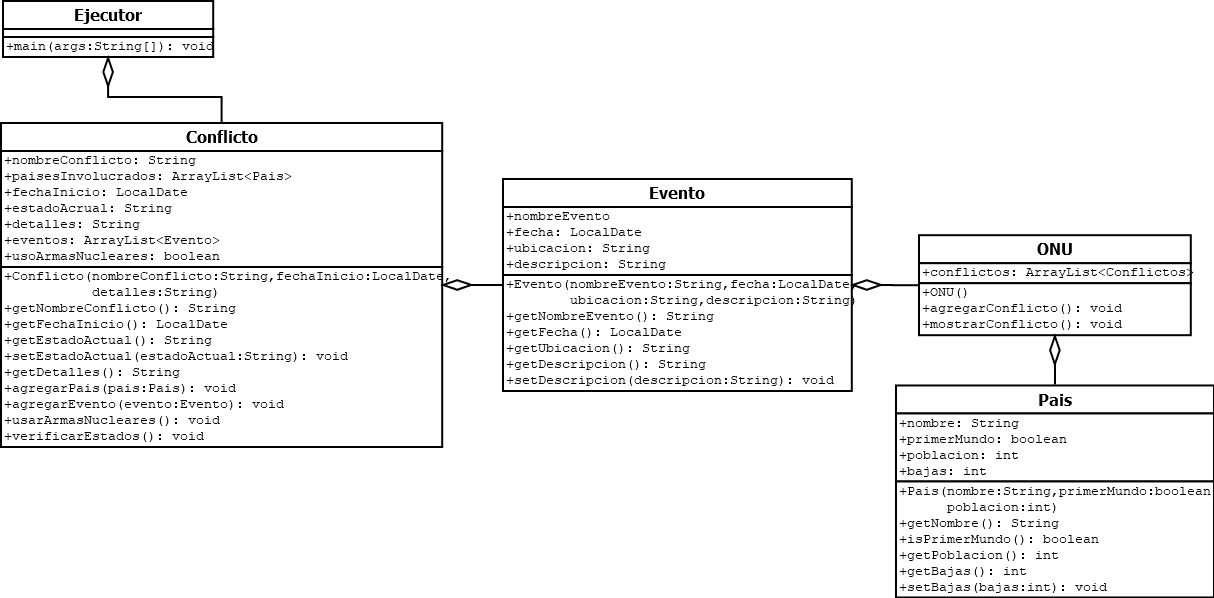 Ejecutor
+main(args:String[]): void
Conflicto
+nombreConflicto: String
+paisesInvolucrados: ArrayList<Pais>
+fechaInicio: LocalDate
+estadoAcrual: String
+detalles: String
+eventos: ArrayList<Evento>
+usoArmasNucleares: boolean
+Conflicto(nombreConflicto:String,fechaInicio:LocalDate,
detalles:String)
+getNombreConflicto(): String
+getFechaInicio(): LocalDate
+getEstadoActual(): String
+setEstadoActual(estadoActual:String): void
+getDetalles(): String
+agregarPais(pais:Pais): void
+agregarEvento(evento:Evento): void
+usarArmasNucleares(): void
+verificarEstados(): void
Evento
+nombreEvento
+fecha: LocalDate
+ubicacion: String
+descripcion: String
+Evento(nombreEvento:String,fecha:LocalDate
ubicacion:String,descripcion:String)
+getNombreEvento(): String
+getFecha(): LocalDate
+getUbicacion(): String
+getDescripcion(): String
+setDescripcion(descripcion:String): void
ONU
+conflictos: ArrayList<Conflictos>
+ONU()
+agregarConflicto(): void
+mostrarConflicto(): void
Pais
+nombre: String
+primerMundo: boolean
+poblacion: int
+bajas: int
+Pais(nombre:String,primerMundo:boolean
poblacion:int)
+getNombre(): String
+isPrimerMundo(): boolean
+getPoblacion(): int
+getBajas(): int
+setBajas(bajas:int): void